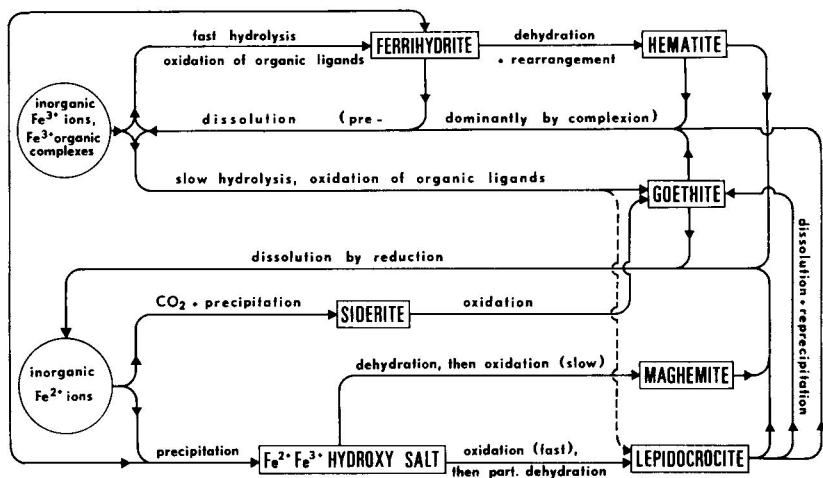 fast hydrolysis
oxidation of organic ligands
FERRIHYDRITE
dehydration
+ rearrangement
HEMATITE
inorganic
Fe³⁺ ions,
Fe³⁺organic
complexes
dissolution (pre- dominantly by complexion)
slow hydrolysis, oxidation of organic ligands
GOETHITE
dissolution by reduction
dissolution + reprecipitation
CO₂ + precipitation
SIDERITE
oxidation
inorganic
Fe²⁺ ions
dehydration, then oxidation (slow)
MAGHEMITE
precipitation
Fe²⁺ Fe³⁺ HYDROXY SALT
oxidation (fast),
then part. dehydration
LEPIDOCROCITE